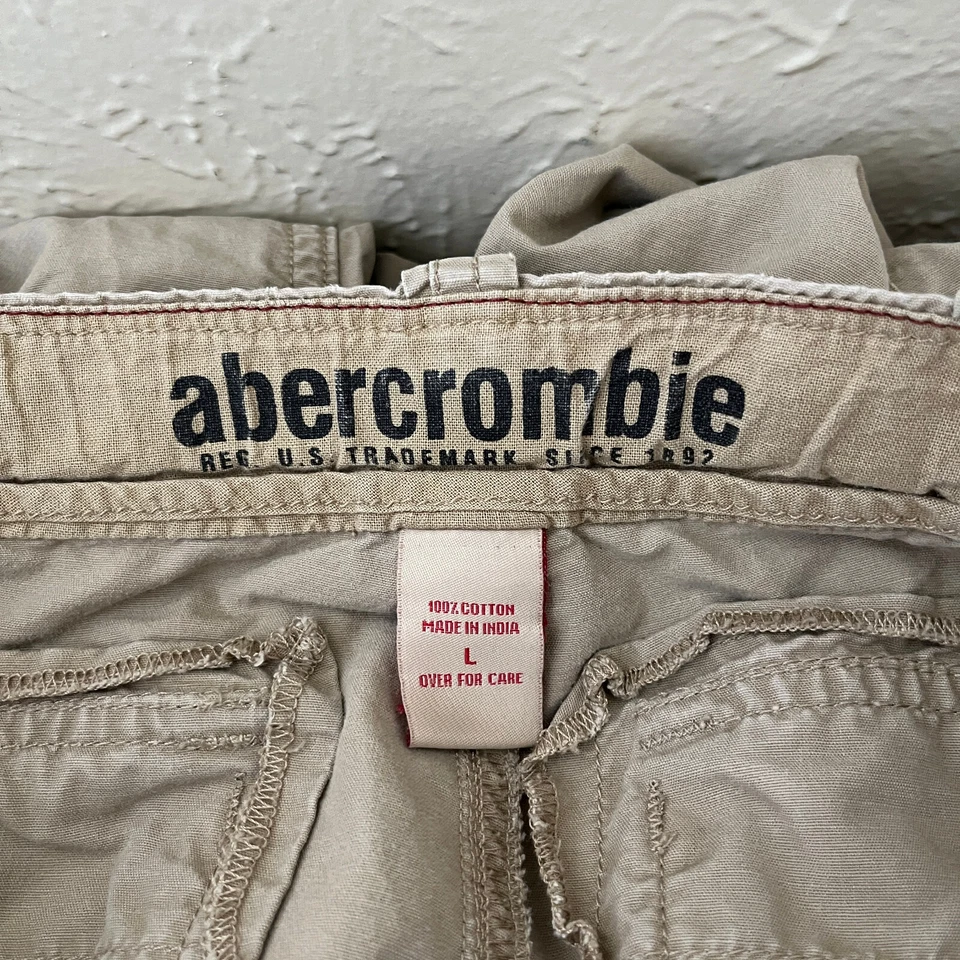 abercrombie
REG. U.S. TRADEMARK SINCE 1892
100% COTTON
MADE IN INDIA
L
OVER FOR CARE